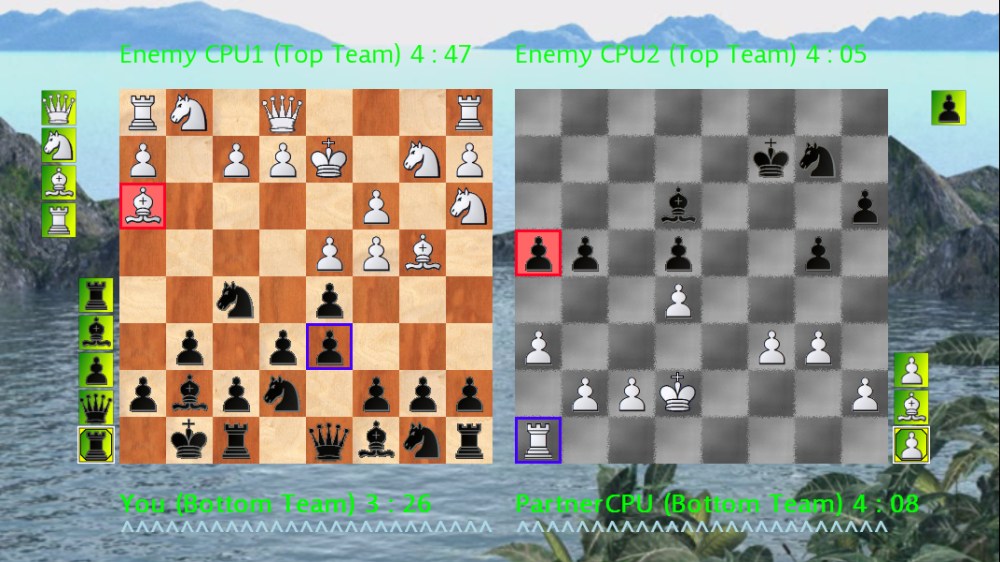 Enemy CPU1 (Top Team) 4 : 47
Enemy CPU2 (Top Team) 4 : 05
You (Bottom Team) 3 : 26
PartnerCPU (Bottom Team) 4 : 08
^^^^^^^^^^^^^^^^^^^^^^^^
^^^^^^^^^^^^^^^^^^^^^^^^